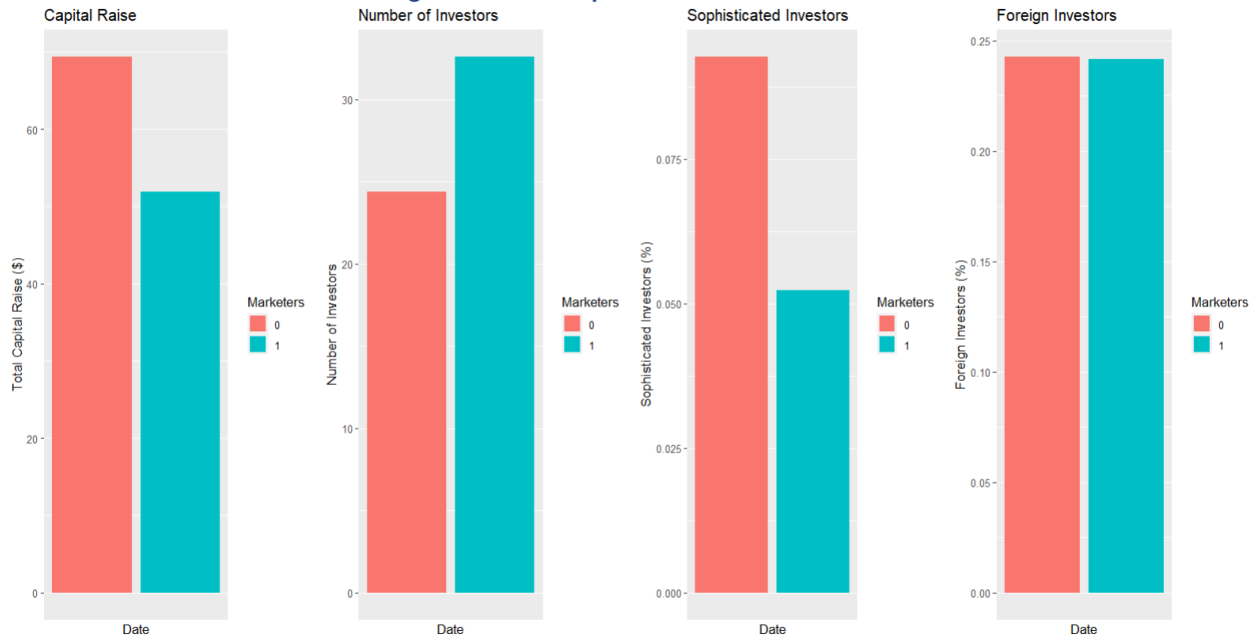 Capital Raise
Total Capital Raise ($)
60
40
20
0
Date
Marketers
0
1
Number of Investors
Number of Investors
30
20
10
0
Date
Marketers
0
1
Sophisticated Investors
Sophisticated Investors (%)
0.075
0.050
0.025
0.000
Date
Marketers
0
1
Foreign Investors
Foreign Investors (%)
0.25
0.20
0.15
0.10
0.05
0.00
Date
Marketers
0
1